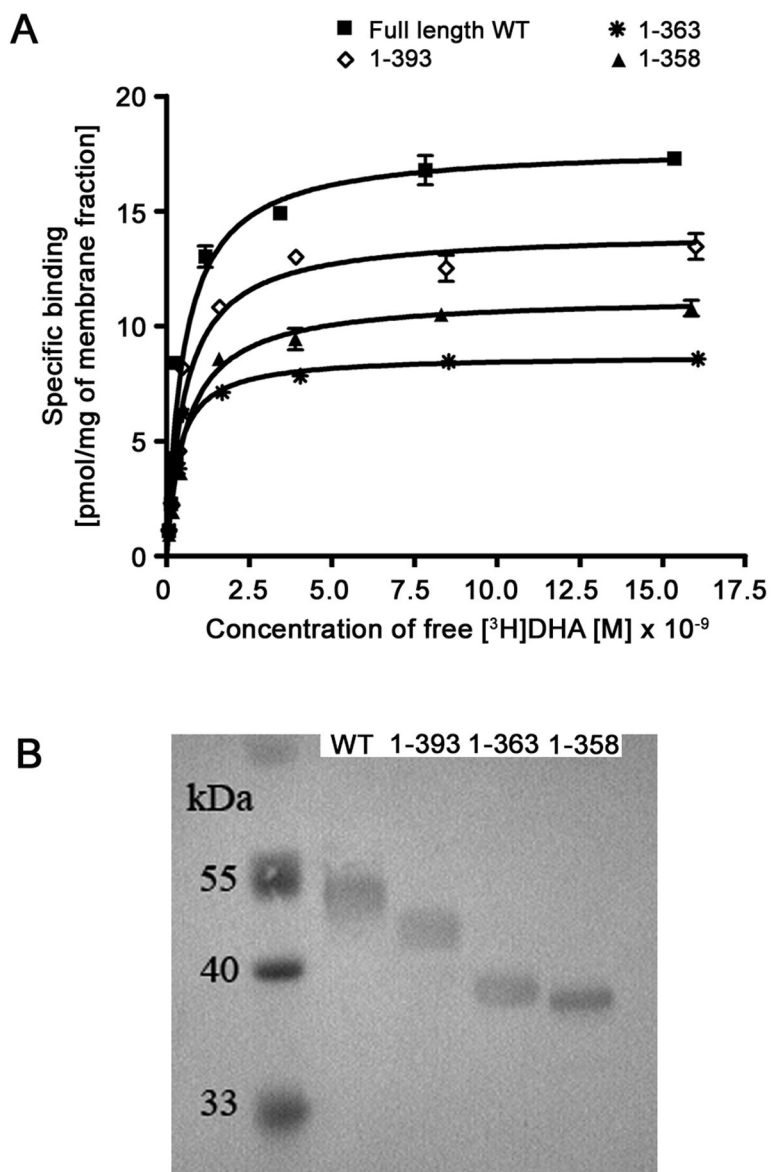 A
Full length WT
1-363
1-393
1-358
20
15
10
5
0
Specific binding
[pmol/mg of membrane fraction]
0 2.5 5.0 7.5 10.0 12.5 15.0 17.5
Concentration of free [³H]DHA [M] x 10⁻⁹
B
WT 1-393 1-363 1-358
kDa
55
40
33